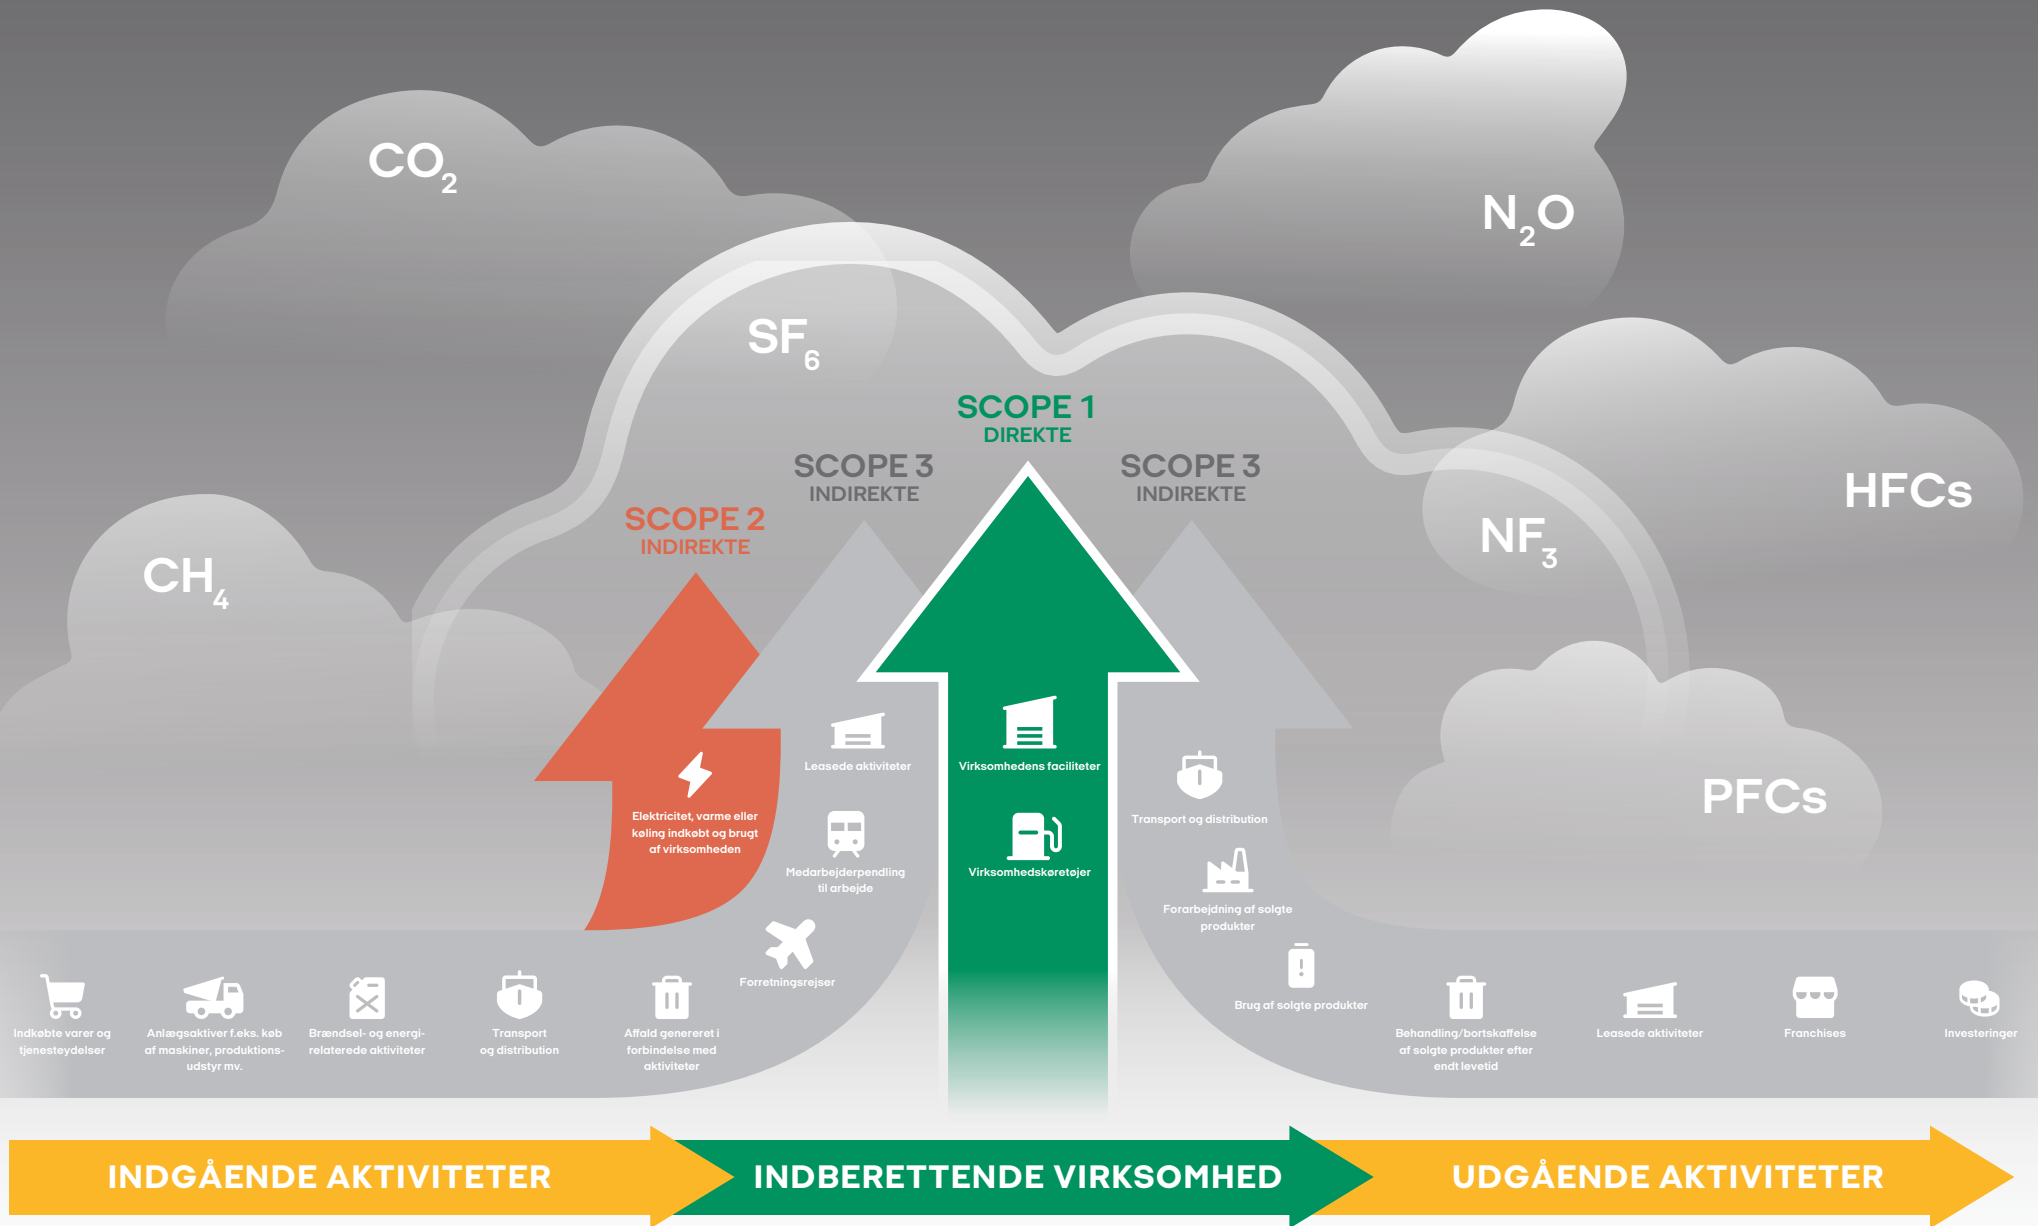 CO₂
N₂O
SF₆
HFCs
NF₃
CH₄
PFCs
SCOPE 1
DIREKTE
SCOPE 3
INDIREKTE
SCOPE 3
INDIREKTE
SCOPE 2
INDIREKTE
Elektricitet, varme eller
køling indkøbt og brugt
af virksomheden
Leasede aktiviteter
Medarbejderpendling
til arbejde
Forretningsrejser
Virksomhedens faciliteter
Virksomhedskøretøjer
Transport og distribution
Forarbejdning af solgte
produkter
Brug af solgte produkter
Indkøbte varer og
tjenesteydelser
Anlægsaktiver f.eks. køb
af maskiner, produktions-
udstyr mv.
Brændsel- og energi-
relaterede aktiviteter
Transport
og distribution
Affald genereret i
forbindelse med
aktiviteter
Behandling/bortskaffelse
af solgte produkter efter
endt levetid
Leasede aktiviteter
Franchises
Investeringer
INDGÅENDE AKTIVITETER
INDBERETTENDE VIRKSOMHED
UDGÅENDE AKTIVITETER